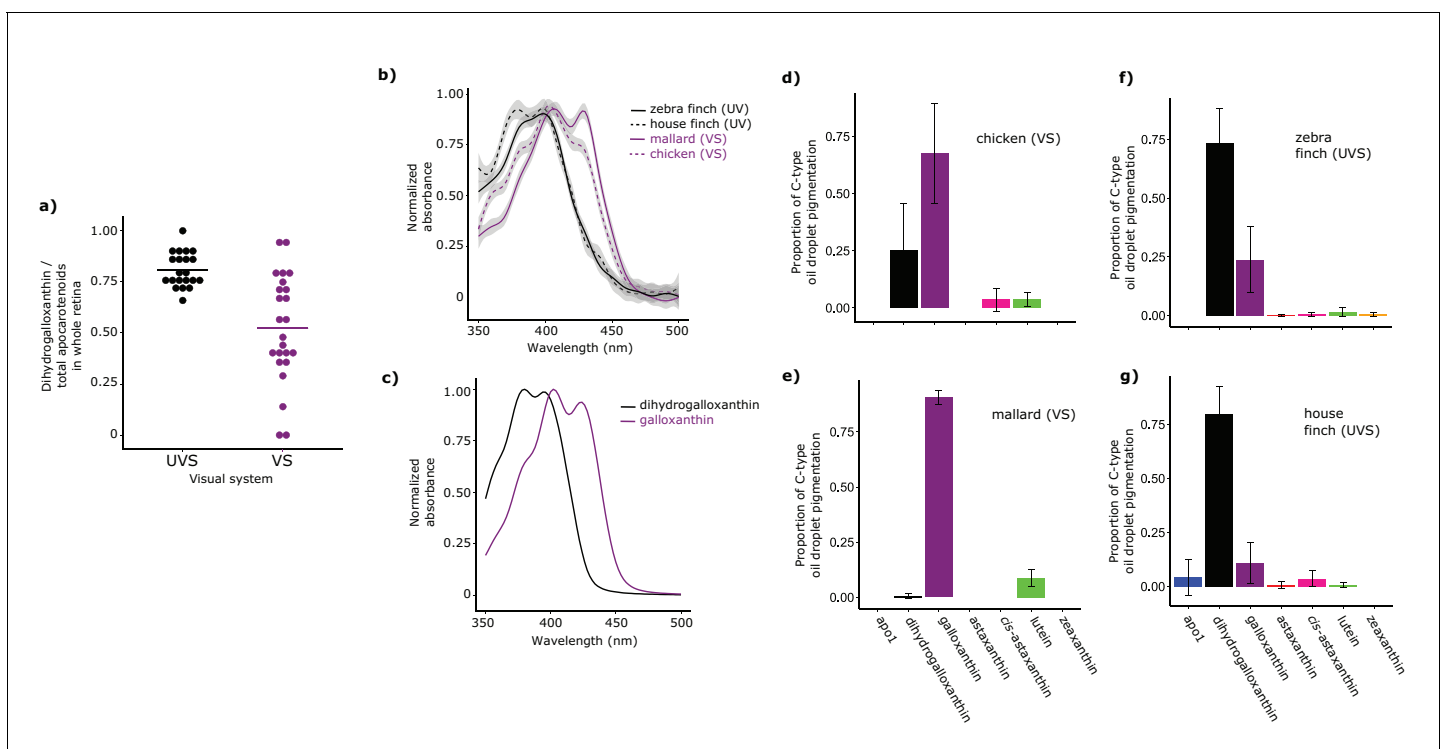 a)
Dihydrogalloxanthin /
total apocarotenoids
in whole retina
1.00
0.75
0.50
0.25
0
UVS
VS
Visual system
b)
Normalized
absorbance
1.00
0.75
0.50
0.25
0
350
400
450
500
Wavelength (nm)
zebra finch (UV)
house finch (UV)
mallard (VS)
chicken (VS)
c)
Normalized
absorbance
1.00
0.75
0.50
0.25
0
350
400
450
500
Wavelength (nm)
dihydrogalloxanthin
galloxanthin
d)
Proportion of C-type
oil droplet pigmentation
0.75
0.50
0.25
0.00
chicken (VS)
e)
Proportion of C-type
oil droplet pigmentation
0.75
0.50
0.25
0.00
mallard (VS)
apo1
dihydrogalloxanthin
galloxanthin
astaxanthin
cis-astaxanthin
lutein
zeaxanthin
f)
Proportion of C-type
oil droplet pigmentation
0.75
0.50
0.25
0.00
zebra
finch (UVS)
g)
Proportion of C-type
oil droplet pigmentation
0.75
0.50
0.25
0.00
house
finch (UVS)
apo1
dihydrogalloxanthin
galloxanthin
astaxanthin
cis-astaxanthin
lutein
zeaxanthin